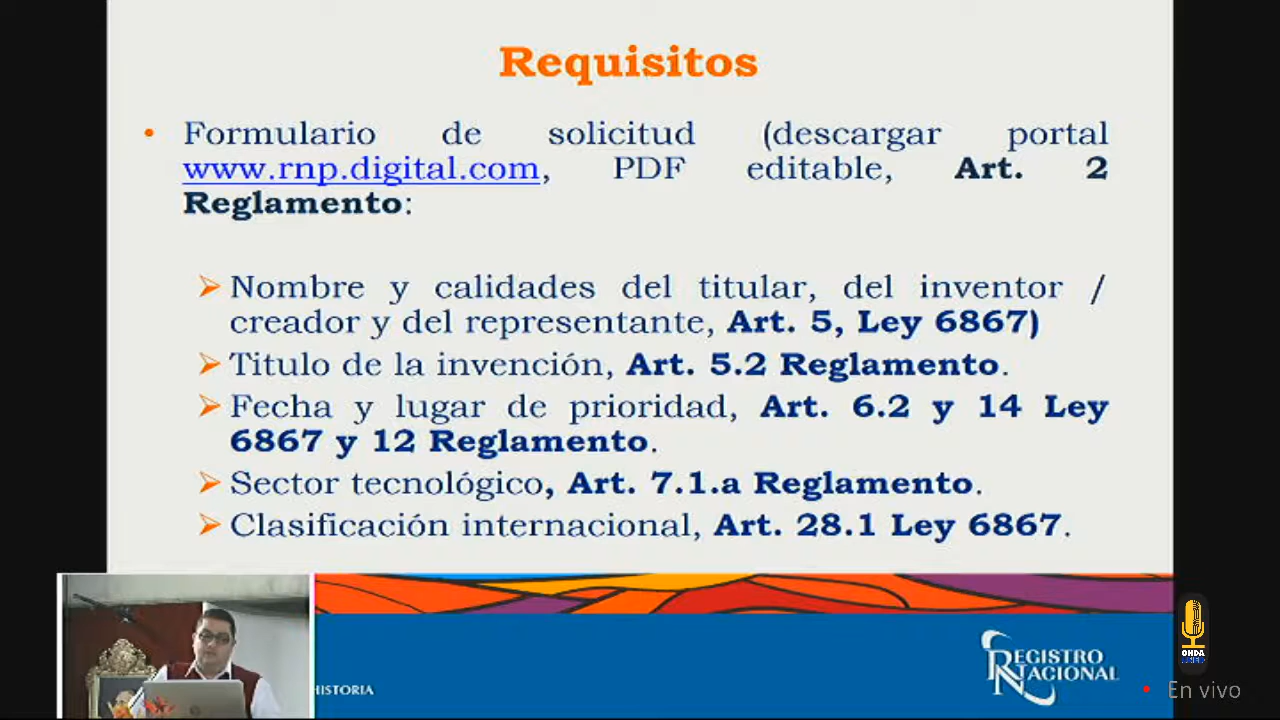 Requisitos
• Formulario de solicitud (descargar portal
www.rnp.digital.com, PDF editable, Art. 2
Reglamento:
Nombre y calidades del titular, del inventor /
creador y del representante, Art. 5, Ley 6867)
Titulo de la invención, Art. 5.2 Reglamento.
Fecha y lugar de prioridad, Art. 6.2 y 14 Ley
6867 y 12 Reglamento.
Sector tecnológico, Art. 7.1.a Reglamento.
Clasificación internacional, Art. 28.1 Ley 6867.
HISTORIA
REGISTRO
NACIONAL
ONDA
En vivo